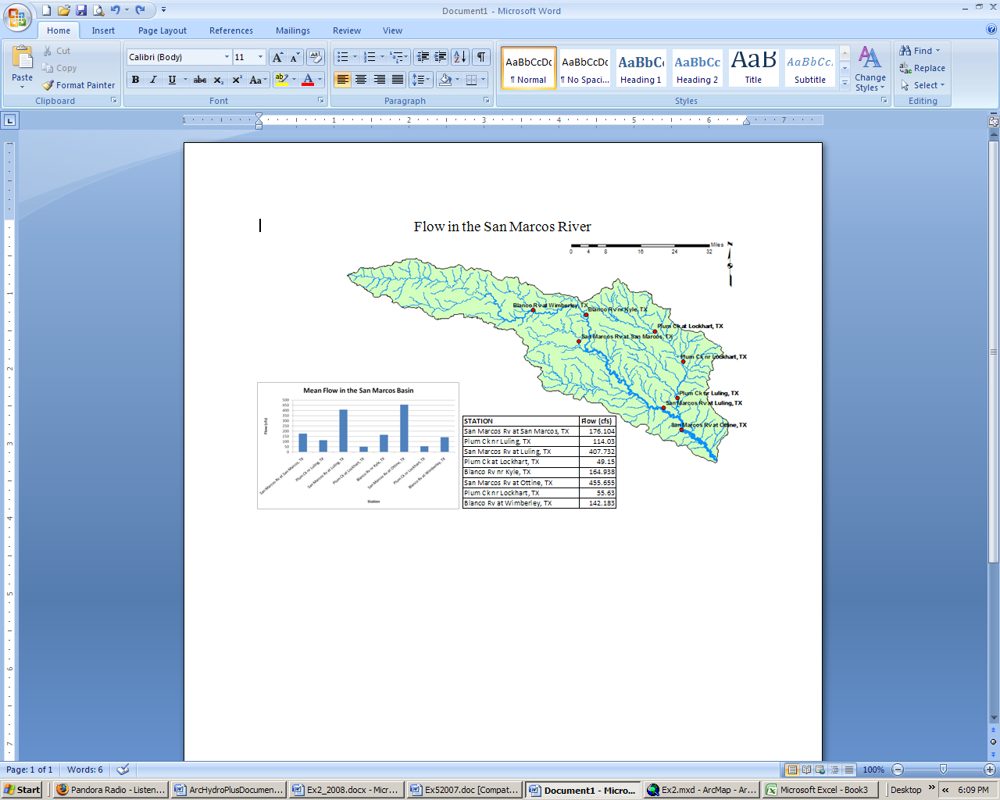 Document1 - Microsoft Word
Home Insert Page Layout References Mailings Review View
Paste
Cut
Copy
Format Painter
Clipboard
Calibri (Body) 11
Font
Paragraph
AaBbCcDc AaBbCcDc AaBbC AaBbCc AaB AaBbCc.
¶ Normal ¶ No Spaci... Heading 1 Heading 2 Title Subtitle
Change Styles
Styles
Find
Replace
Select
Editing
1 1 2 3 4 5 6 7
Flow in the San Marcos River
Miles N
0 4 8 16 24 32
Blanco Rv at Wimberley, TX
Blanco Rv nr Kyle, TX
Plum Ck at Lockhart, TX
San Marcos Rv at San Marcos, TX
Plum Ck nr Lockhart, TX
Plum Ck nr Luling, TX
San Marcos Rv at Luling, TX
San Marcos Rv at Ottine, TX
Mean Flow in the San Marcos Basin
Flow (cfs)
500
450
400
350
300
250
200
150
100
50
0
San Marcos Rv at San Marcos, TX
Plum Ck nr Luling, TX
San Marcos Rv at Luling, TX
Plum Ck at Lockhart, TX
Blanco Rv nr Kyle, TX
San Marcos Rv at Ottine, TX
Plum Ck nr Lockhart, TX
Blanco Rv at Wimberley, TX
Station
STATION Flow (cfs)
San Marcos Rv at San Marcos, TX 176.104
Plum Ck nr Luling, TX 114.03
San Marcos Rv at Luling, TX 407.732
Plum Ck at Lockhart, TX 49.15
Blanco Rv nr Kyle, TX 164.938
San Marcos Rv at Ottine, TX 455.655
Plum Ck nr Lockhart, TX 55.63
Blanco Rv at Wimberley, TX 142.183
Page: 1 of 1 Words: 6 100%
Start Pandora Radio - Listen... ArcHydroPlusDocumen... Ex2_2008.docx - Micr... Ex52007.doc [Compat... Document1 - Micro... Ex2.mxd - ArcMap - Ar... Microsoft Excel - Book3 Desktop 6:09 PM